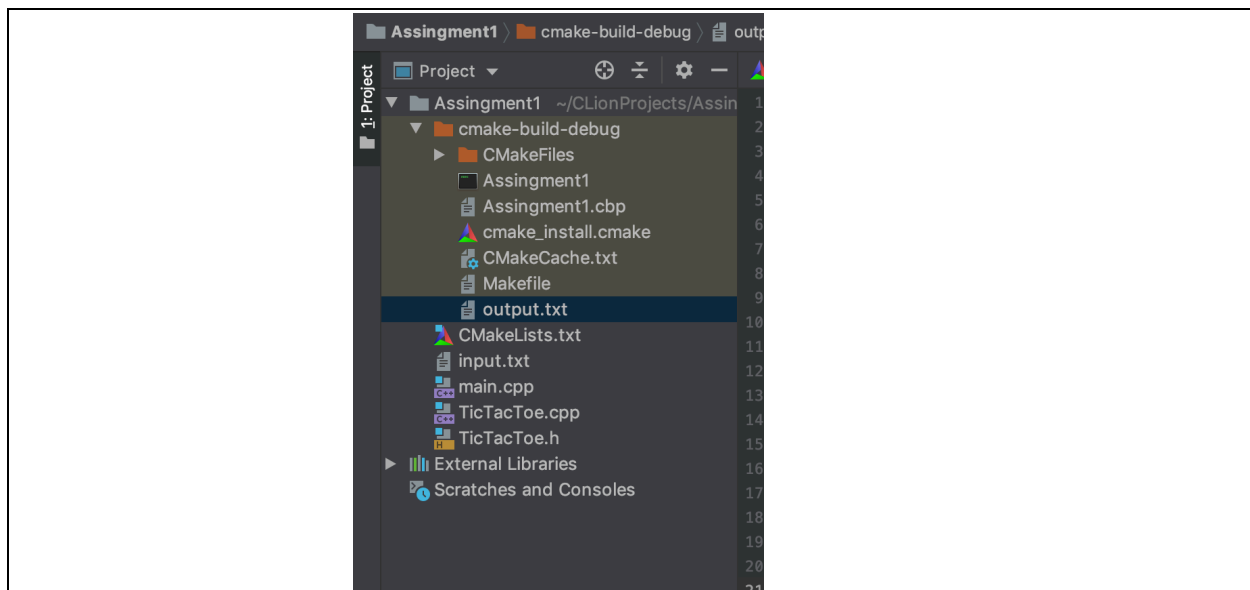 Assingment1 cmake-build-debug outp
Project
1: Project
Assingment1 ~/CLionProjects/Assin
cmake-build-debug
CMakeFiles
Assingment1
Assingment1.cbp
cmake_install.cmake
CMakeCache.txt
Makefile
output.txt
CMakeLists.txt
input.txt
main.cpp
TicTacToe.cpp
TicTacToe.h
External Libraries
Scratches and Consoles
1
2
3
4
5
6
7
8
9
10
11
12
13
14
15
16
17
18
19
20
21